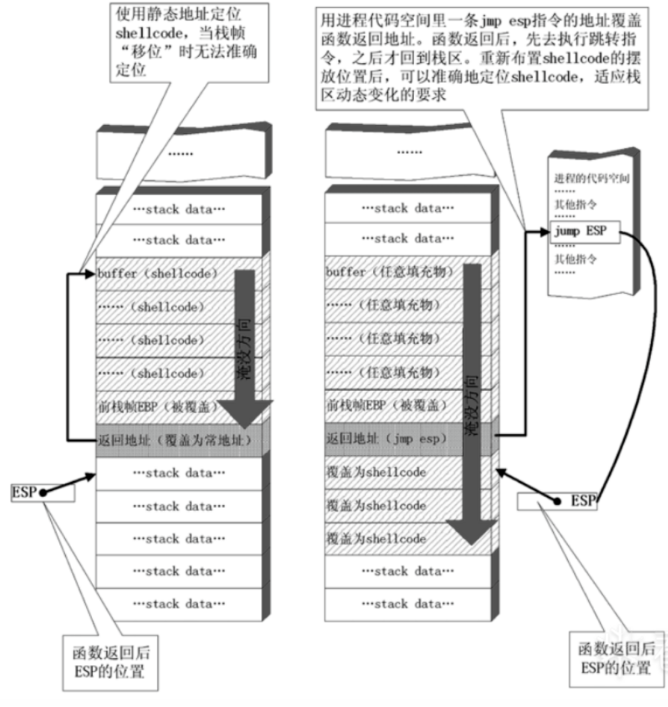 使用静态地址定位
shellcode，当栈帧
“移位”时无法准确
定位
用进程代码空间里一条jmp esp指令的地址覆盖
函数返回地址。函数返回后，先去执行跳转指
令，之后才回到栈区。重新布置shellcode的摆
放位置后，可以准确地定位shellcode，适应栈
区动态变化的要求
……
…stack data…
…stack data…
buffer（shellcode）
……（shellcode）
……（shellcode）
……（shellcode）
前栈帧EBP（被覆盖）
返回地址（覆盖为常地址）
…stack data…
…stack data…
…stack data…
…stack data…
…stack data…
淹没方向
ESP
函数返回后
ESP的位置
……
…stack data…
…stack data…
buffer（任意填充物）
……（任意填充物）
……（任意填充物）
……（任意填充物）
前栈帧EBP（被覆盖）
返回地址（jmp esp）
覆盖为shellcode
覆盖为shellcode
覆盖为shellcode
…stack data…
…stack data…
淹没方向
进程的代码空间
……
其他指令
……
jump ESP
……
其他指令
……
ESP
函数返回后
ESP的位置